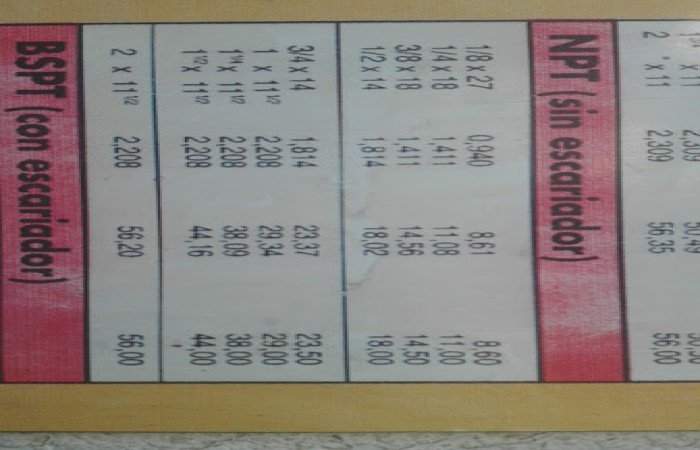 x 11 2,309
2 x 11 2,309 56,35 56,00
NPT (sin escariador)
1/8 x 27 0,940 8,61 8,60
1/4 x 18 1,411 11,08 11,00
3/8 x 18 1,411 14,56 14,50
1/2 x 14 1,814 18,02 18,00
3/4 x 14 1,814 23,37 23,50
1 x 11 1/2 2,208 29,34 29,00
1 1/4 x 11 1/2 2,208 38,09 38,00
1 1/2 x 11 1/2 2,208 44,16 44,00
2 x 11 1/2 2,208 56,20 56,00
BSPT (con escariador)